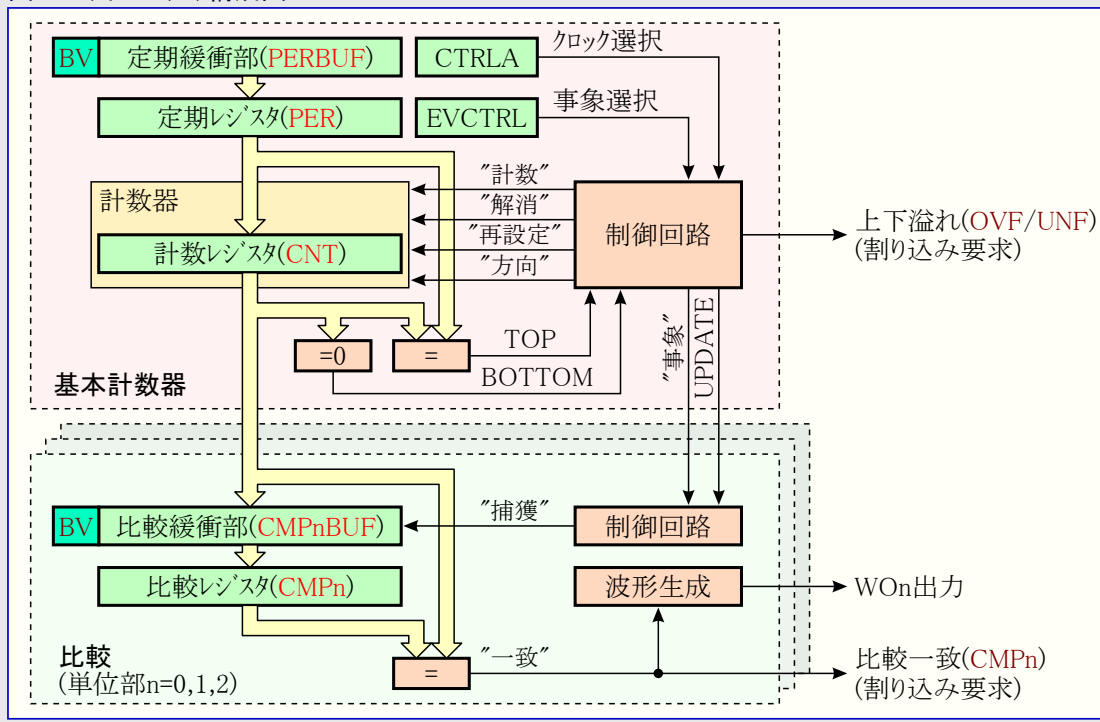 BV 定期緩衝部(PERBUF)
CTRLA
クロック選択
定期レジスタ(PER)
EVCTRL
事象選択
計数器
計数レジスタ(CNT)
"計数"
"解消"
"再設定"
"方向"
制御回路
上下溢れ(OVF/UNF)
(割り込み要求)
=0
=
TOP
BOTTOM
"事象"
UPDATE
基本計数器
BV 比較緩衝部(CMPnBUF)
"捕獲"
制御回路
比較レジスタ(CMPn)
波形生成
WOn出力
比較
(単位部n=0,1,2)
=
"一致"
比較一致(CMPn)
(割り込み要求)